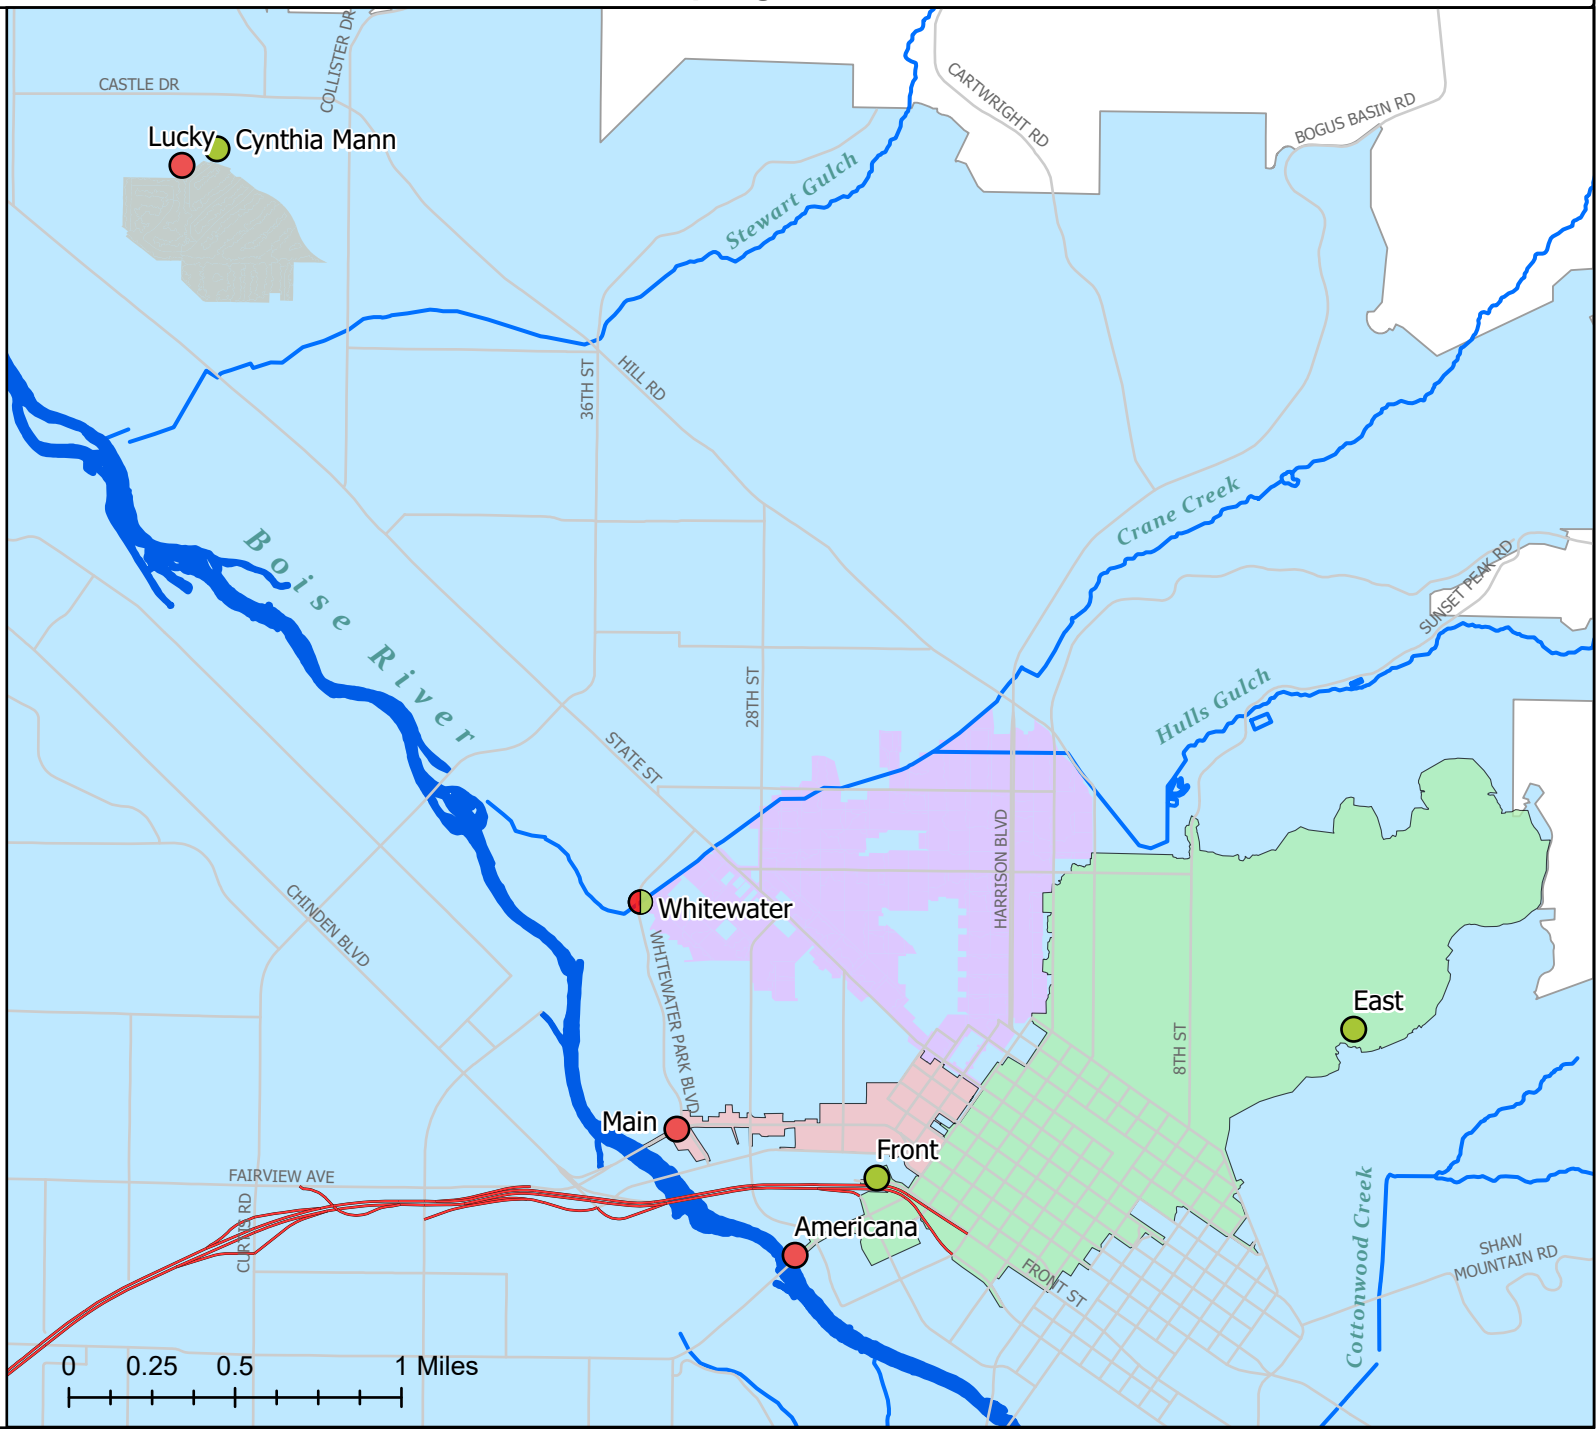 CASTLE DR
COLLISTER DR
CARTWRIGHT RD
BOGUS BASIN RD
Lucky
Cynthia Mann
Stewart Gulch
36TH ST
HILL RD
Crane Creek
Boise River
SUNSET PEAK RD
28TH ST
Hulls Gulch
STATE ST
HARRISON BLVD
CHINDEN BLVD
Whitewater
WHITEWATER PARK BLVD
East
8TH ST
Main
Front
FAIRVIEW AVE
CURTIS RD
Americana
FRONT ST
Cottonwood Creek
SHAW
MOUNTAIN RD
0 0.25 0.5 1 Miles